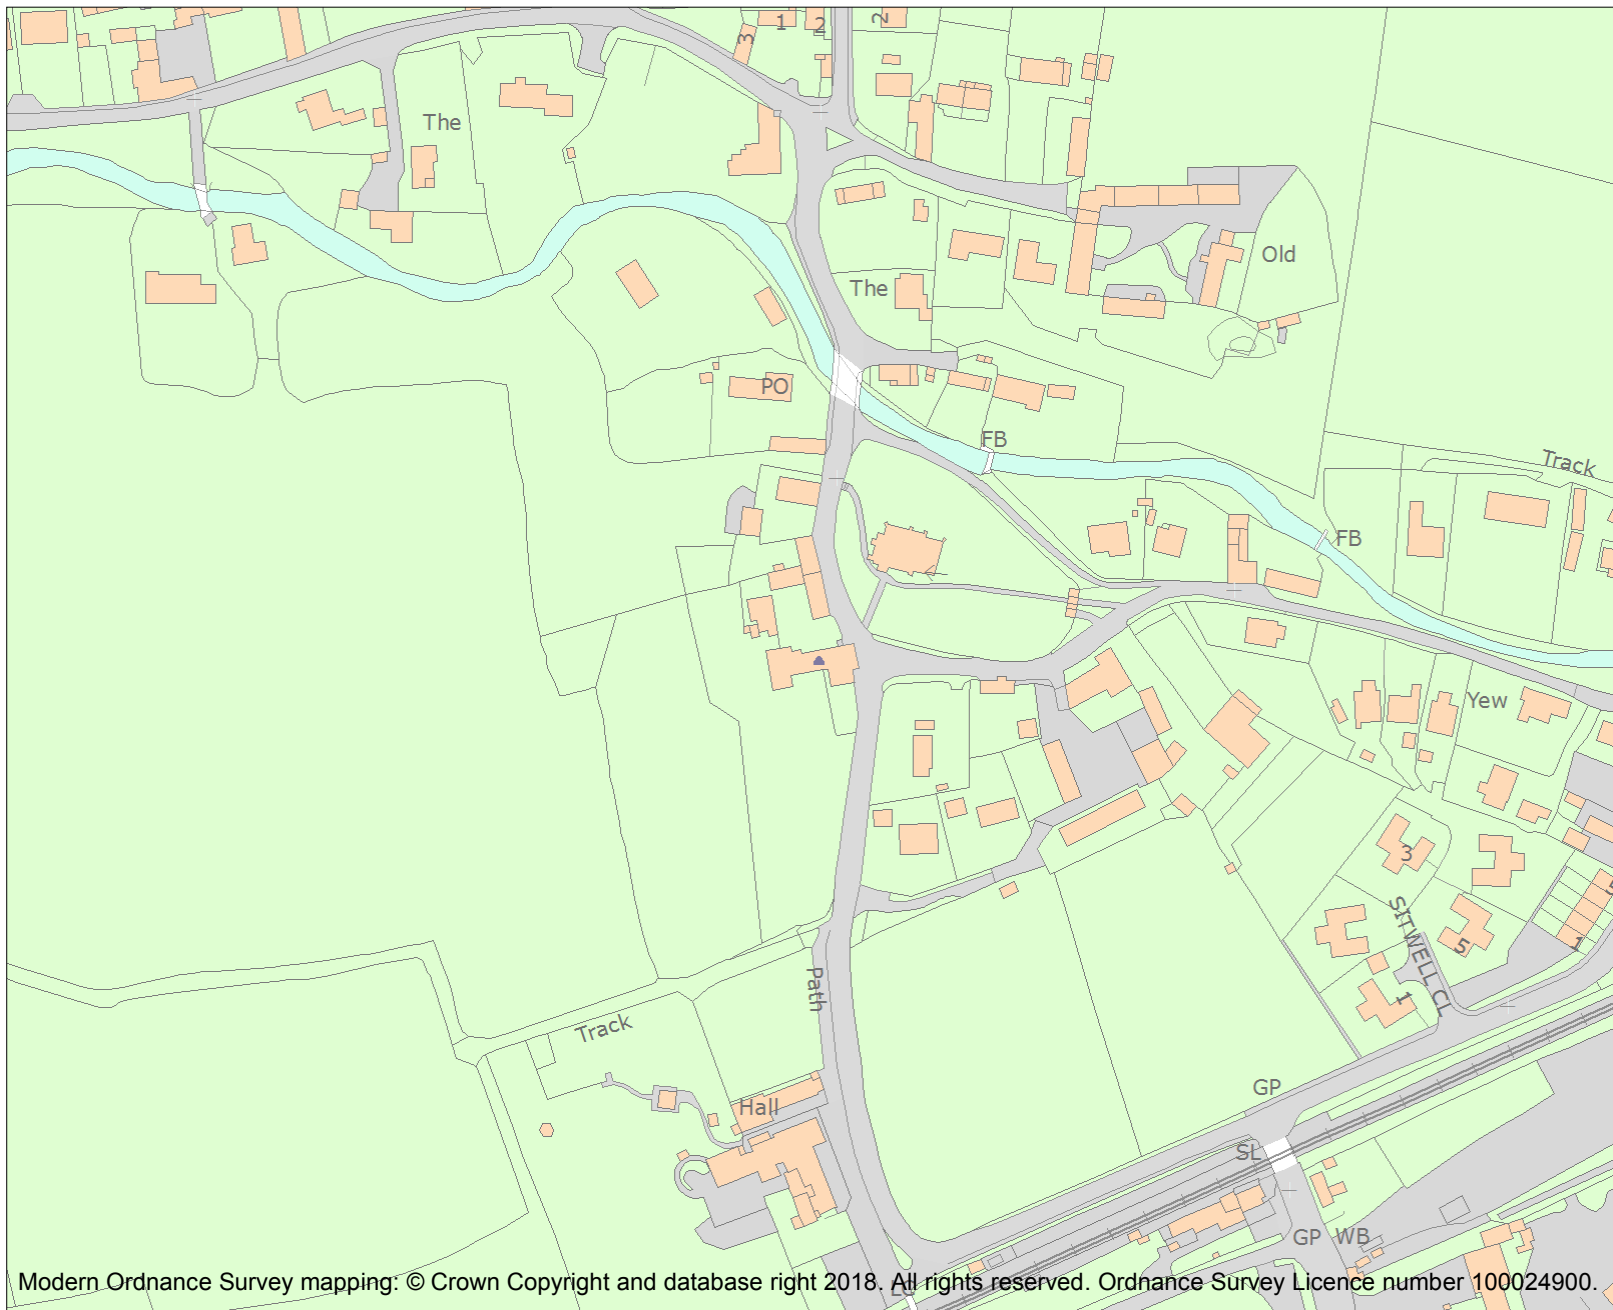 1
2
2
3
The
The
Old
PO
FB
Track
FB
Yew
3
SITWELL CL
5
5
1
1
Path
Track
Hall
GP
SL
GP
WB
LC
Modern Ordnance Survey mapping: © Crown Copyright and database right 2018. All rights reserved. Ordnance Survey Licence number 100024900.